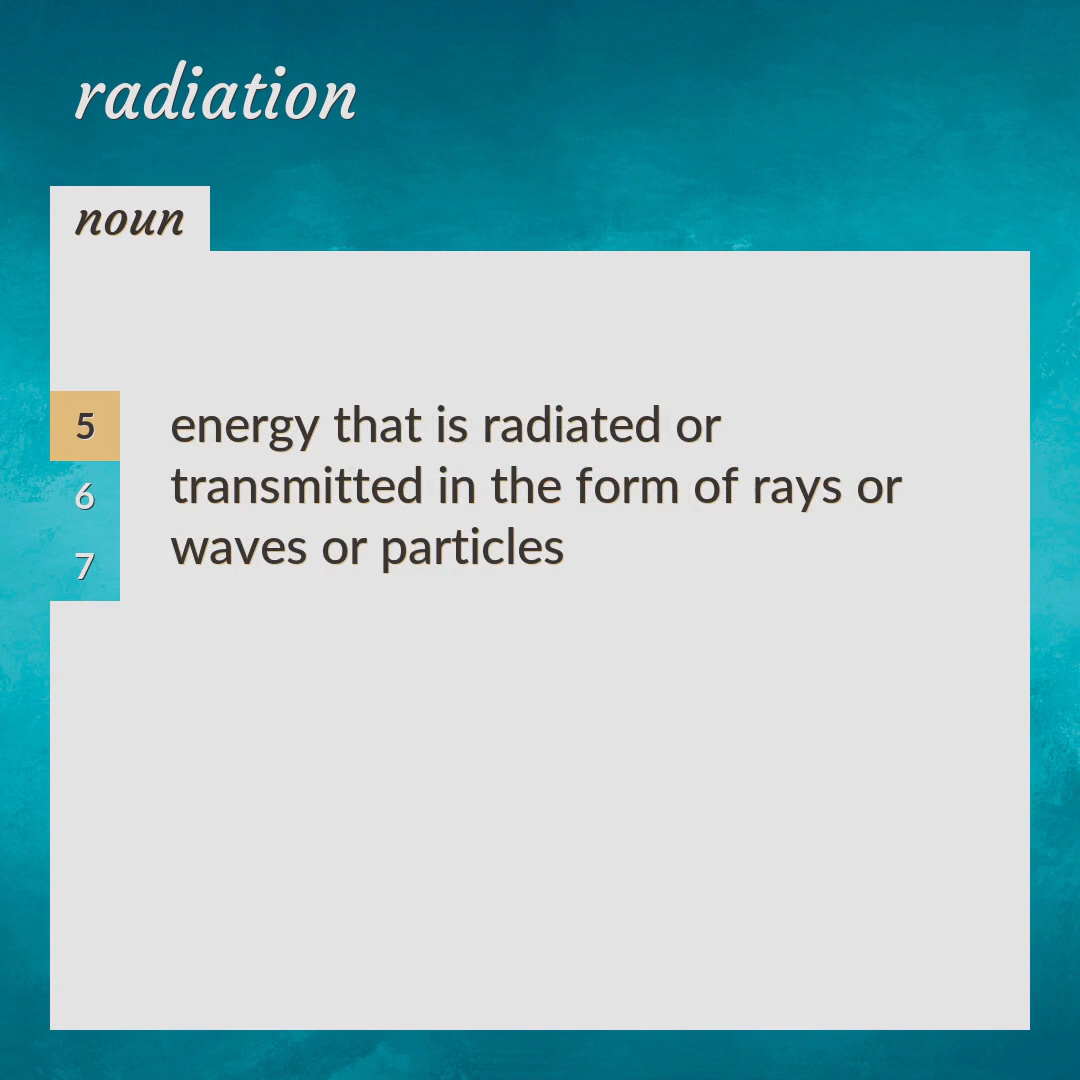 radiation
noun
5
energy that is radiated or
transmitted in the form of rays or
waves or particles
6
7